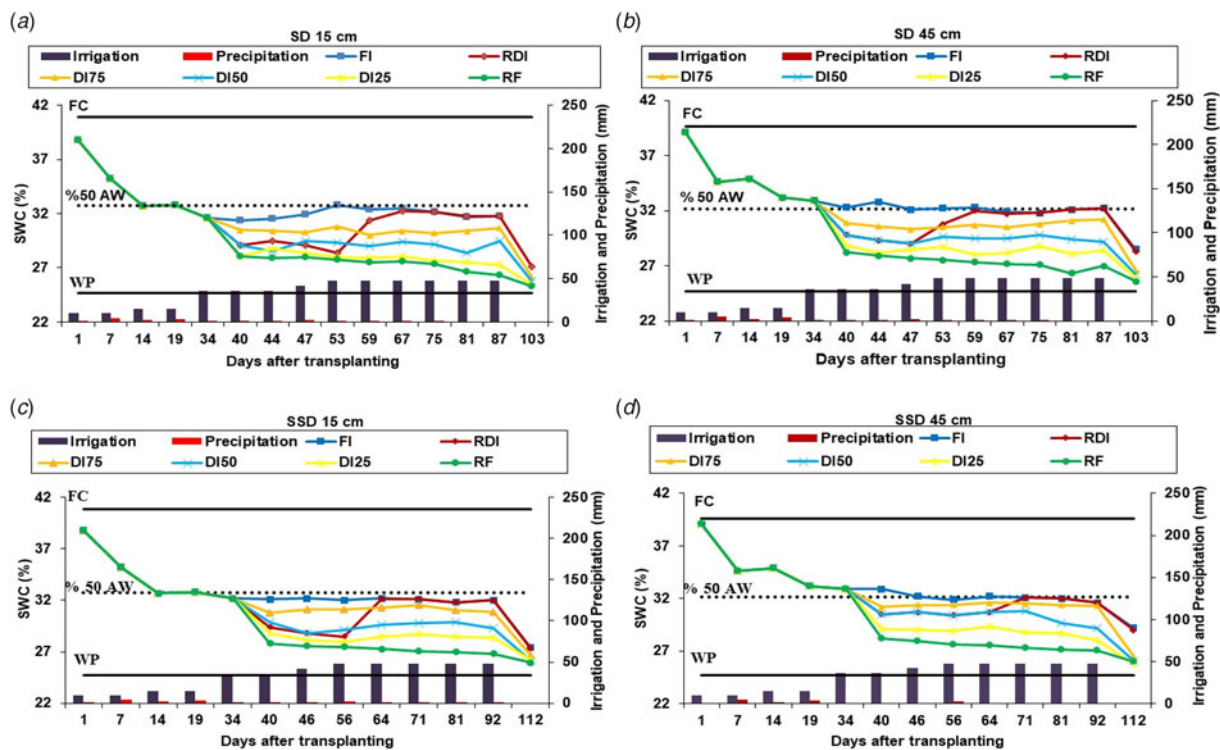 (a)
SD 15 cm
Irrigation Precipitation FI RDI
DI75 DI50 DI25 RF
FC
%50 AW
WP
SWC (%)
42
37
32
27
22
250
200
150
100
50
0
Irrigation and Precipitation (mm)
1 7 14 19 34 40 44 47 53 59 67 75 81 87 103
Days after transplanting
(b)
SD 45 cm
Irrigation Precipitation FI RDI
DI75 DI50 DI25 RF
FC
%50 AW
WP
SWC (%)
42
37
32
27
22
250
200
150
100
50
0
Irrigation and Precipitation (mm)
1 7 14 19 34 40 44 47 53 59 67 75 81 87 103
Days after transplanting
(c)
SSD 15 cm
Irrigation Precipitation FI RDI
DI75 DI50 DI25 RF
FC
% 50 AW
WP
SWC (%)
42
37
32
27
22
250
200
150
100
50
0
Irrigation and Precipitation (mm)
1 7 14 19 34 40 46 56 64 71 81 92 112
Days after transplanting
(d)
SSD 45 cm
Irrigation Precipitation FI RDI
DI75 DI50 DI25 RF
FC
% 50 AW
WP
SWC (%)
42
37
32
27
22
250
200
150
100
50
0
Irrigation and Precipitation (mm)
1 7 14 19 34 40 46 56 64 71 81 92 112
Days after transplanting